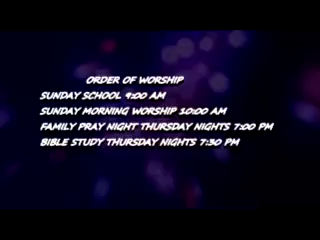 ORDER OF WORSHIP
SUNDAY SCHOOL 9:00 AM
SUNDAY MORNING WORSHIP 10:00 AM
FAMILY PRAY NIGHT THURSDAY NIGHTS 7:00 PM
BIBLE STUDY THURSDAY NIGHTS 7:30 PM